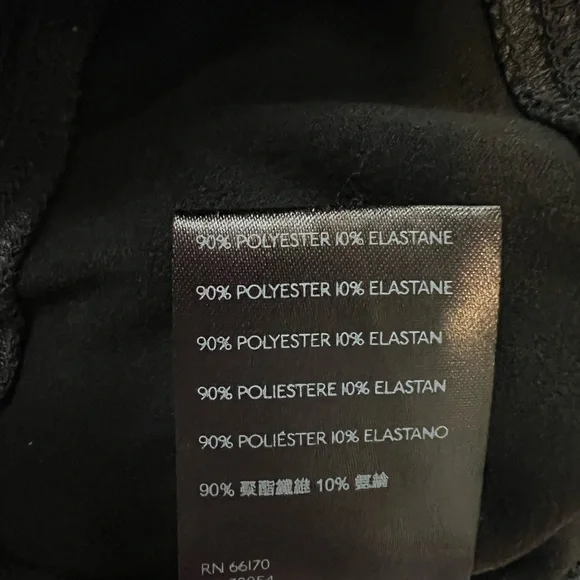 90% POLYESTER 10% ELASTANE
90% POLYESTER 10% ELASTANE
90% POLYESTER 10% ELASTAN
90% POLIESTERE 10% ELASTAN
90% POLIÉSTER 10% ELASTANO
90% 聚酯纖維 10% 氨綸
RN 66170